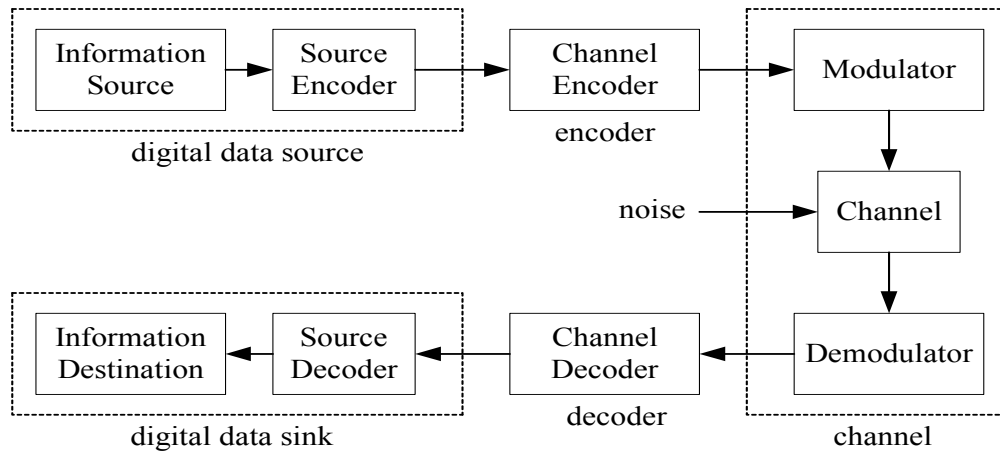 Information
Source
Source
Encoder
Channel
Encoder
Modulator
digital data source
encoder
noise
Channel
Information
Destination
Source
Decoder
Channel
Decoder
Demodulator
digital data sink
decoder
channel